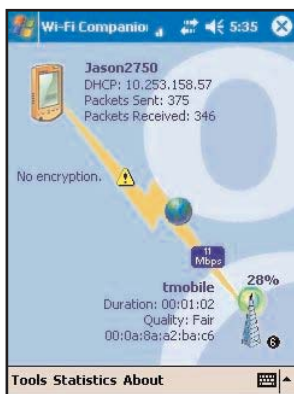 Wi-Fi Companion 5:35
Jason2750
DHCP: 10.253.158.57
Packets Sent: 375
Packets Received: 346
No encryption.
11
Mbps
28%
tmobile
Duration: 00:01:02
Quality: Fair
00:0a:8a:a2:ba:c6
6
Tools Statistics About